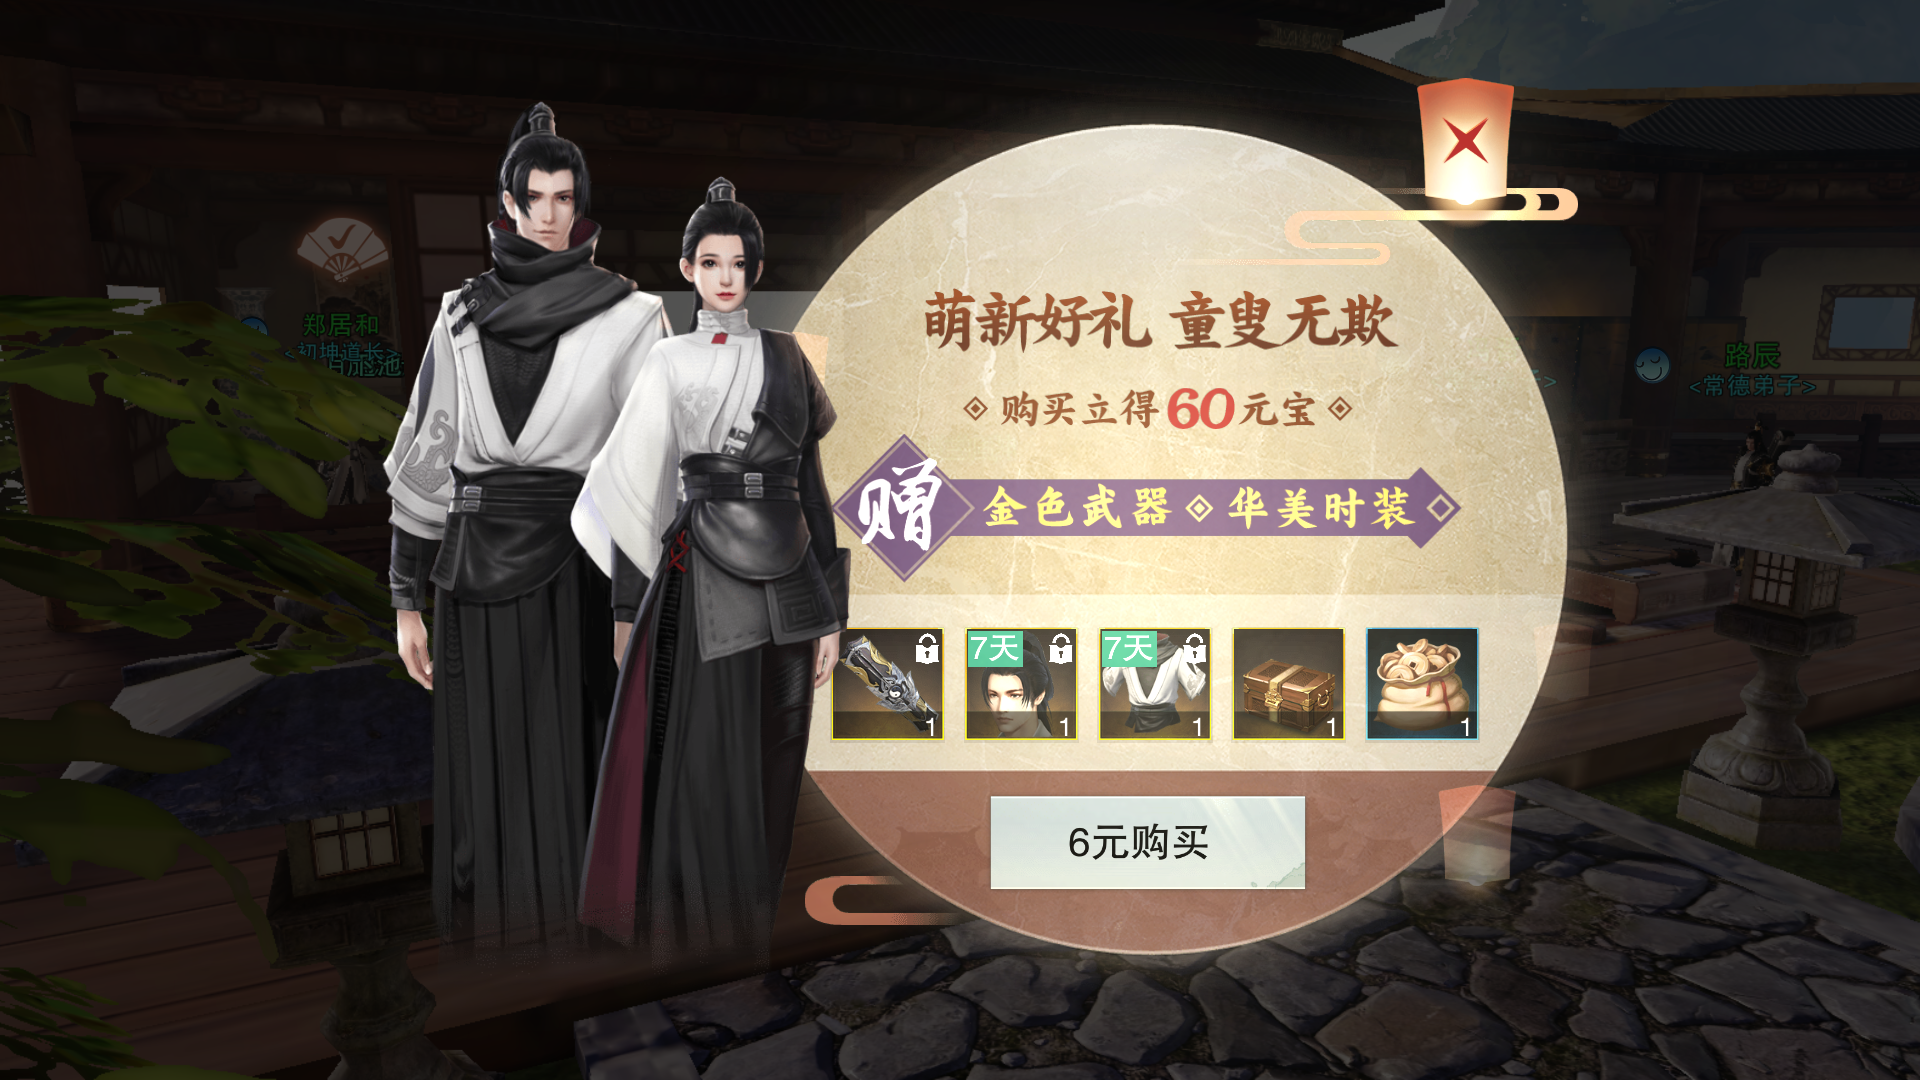 萌新好礼 童叟无欺
购买立得60元宝
赠 金色武器 华美时装
7天
7天
1
1
1
1
1
6元购买
郑居和
<初坤道长>
路辰
<常德弟子>